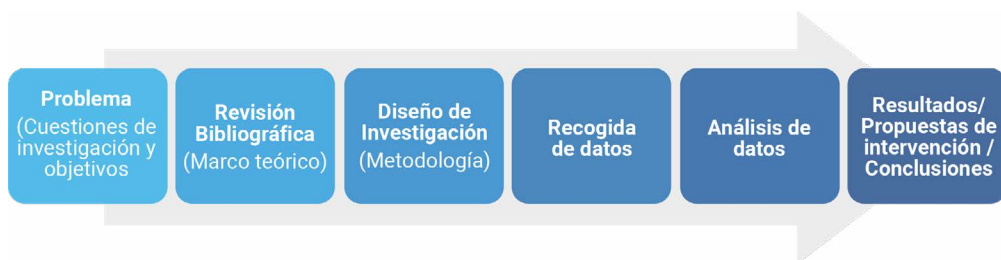 Problema
(Cuestiones de
investigación y
objetivos
Revisión
Bibliográfica
(Marco teórico)
Diseño de
Investigación
(Metodología)
Recogida
de datos
Análisis de
datos
Resultados/
Propuestas de
intervención /
Conclusiones